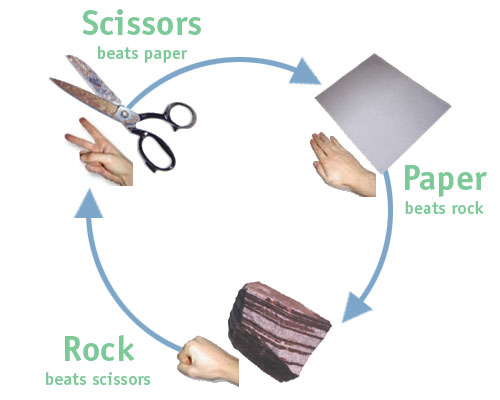 Scissors
beats paper
Paper
beats rock
Rock
beats scissors